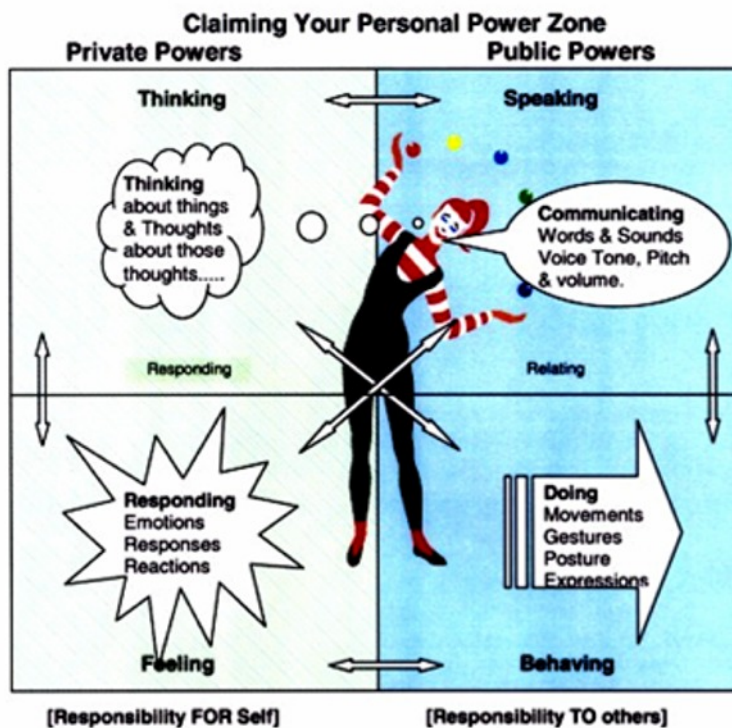 Claiming Your Personal Power Zone
Private Powers
Public Powers
Thinking
Speaking
Thinking
about things
& Thoughts
about those
thoughts.....
Communicating
Words & Sounds
Voice Tone, Pitch
& volume.
Responding
Relating
Responding
Emotions
Responses
Reactions
Doing
Movements
Gestures
Posture
Expressions
Feeling
Behaving
[Responsibility FOR Self]
[Responsibility TO others]